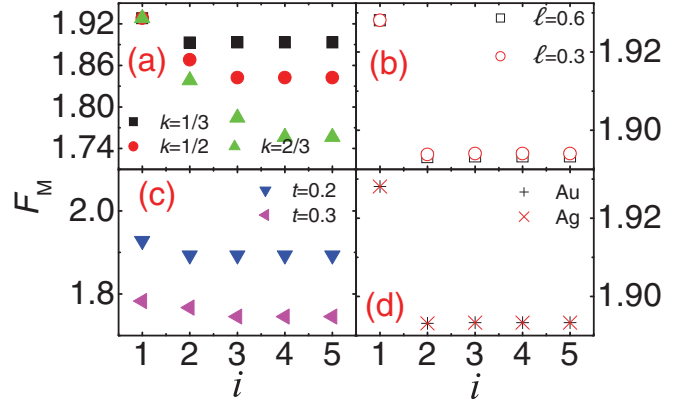 1.92
1.86
1.80
1.74
(a)
k=1/3
k=1/2
k=2/3
(b)
ℓ=0.6
ℓ=0.3
1.92
1.89
F_M
2.0
1.8
(c)
t=0.2
t=0.3
(d)
Au
Ag
1.92
1.89
1 2 3 4 5
1 2 3 4 5
i
i